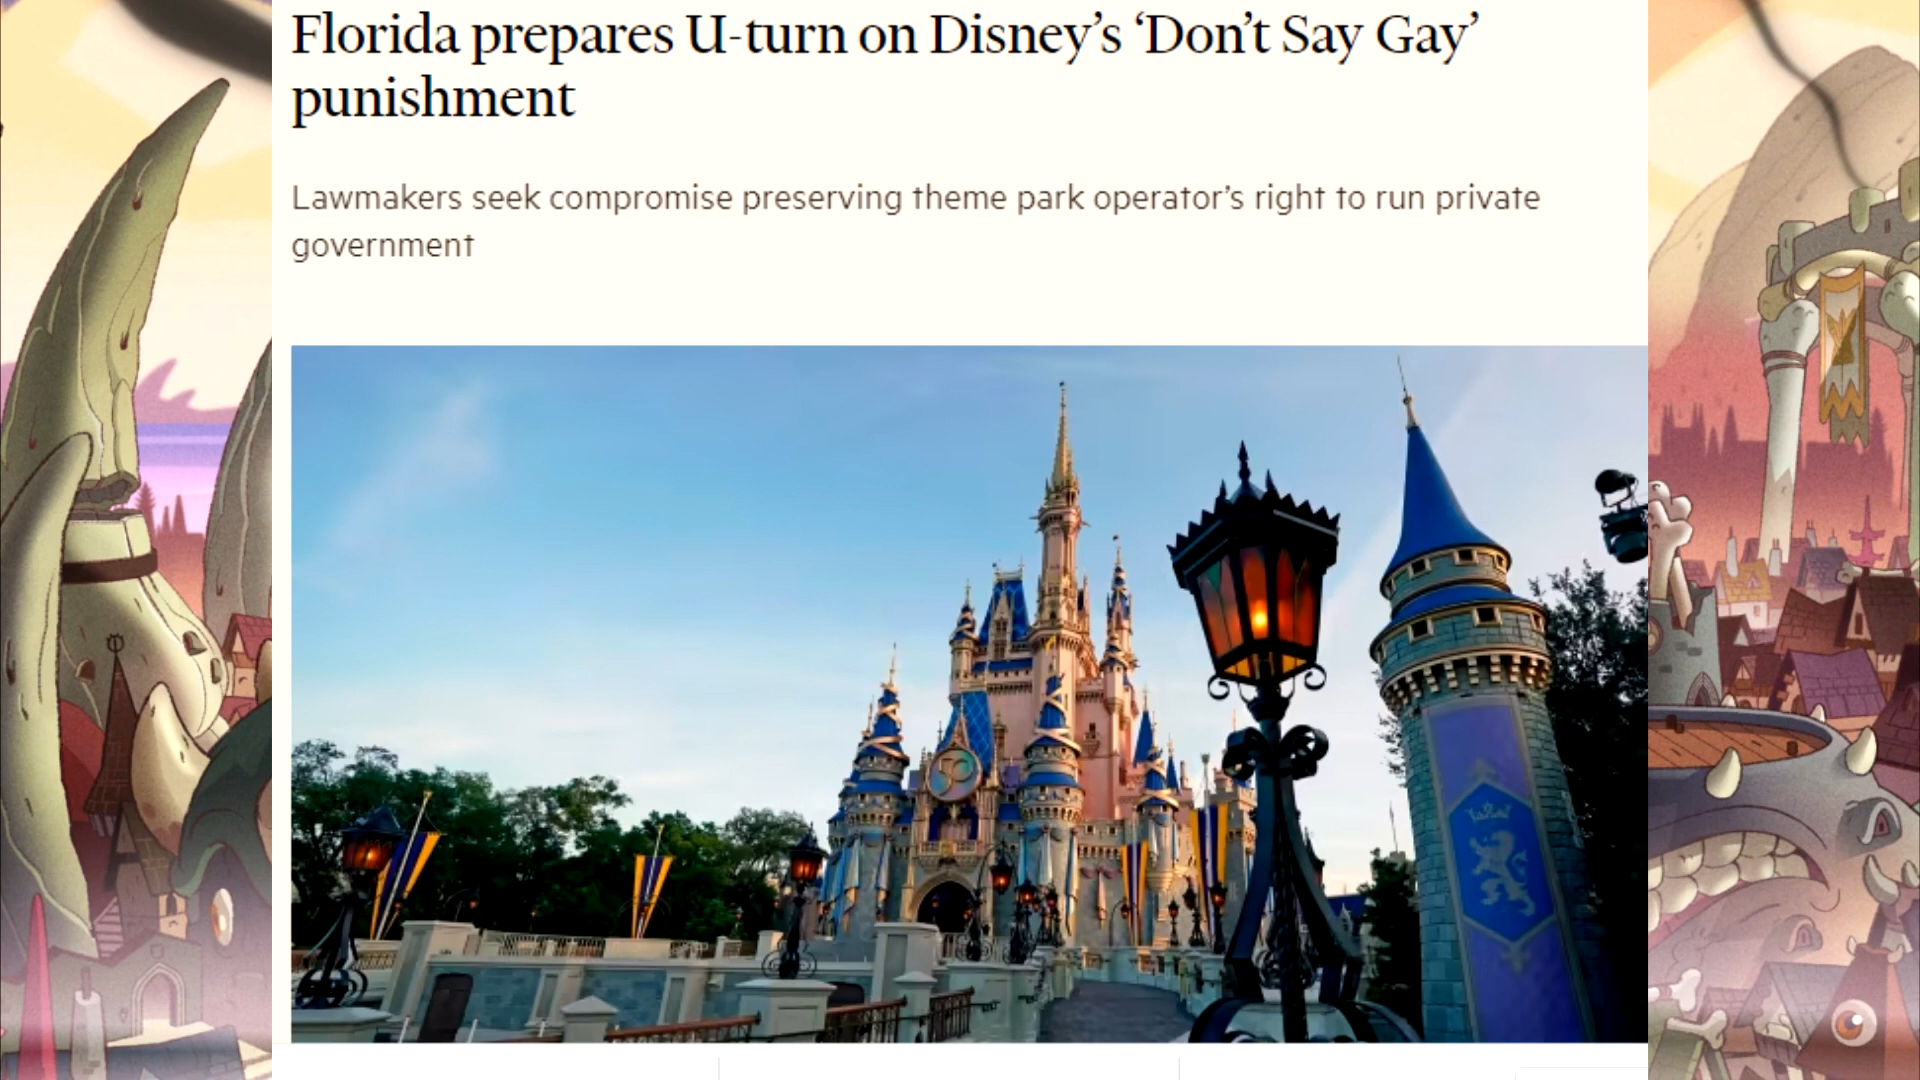 Florida prepares U-turn on Disney’s ‘Don’t Say Gay’
punishment
Lawmakers seek compromise preserving theme park operator’s right to run private
government
50